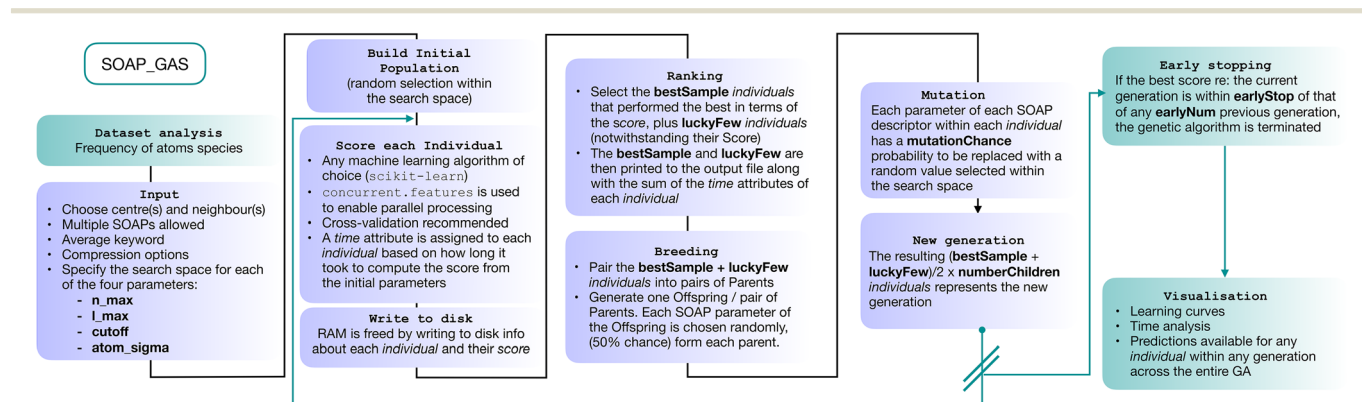 SOAP_GAS
Dataset analysis
Frequency of atoms species
Input
• Choose centre(s) and neighbour(s)
• Multiple SOAPs allowed
• Average keyword
• Compression options
• Specify the search space for each
of the four parameters:
- n_max
- l_max
- cutoff
- atom_sigma
Build Initial
Population
(random selection within
the search space)
Score each Individual
• Any machine learning algorithm of
choice (scikit-learn)
• concurrent.features is used
to enable parallel processing
• Cross-validation recommended
• A time attribute is assigned to each
individual based on how long it
took to compute the score from
the initial parameters
Write to disk
RAM is freed by writing to disk info
about each individual and their score
Ranking
• Select the bestSample individuals
that performed the best in terms of
the score, plus luckyFew individuals
(notwithstanding their Score)
• The bestSample and luckyFew are
then printed to the output file along
with the sum of the time attributes of
each individual
Breeding
• Pair the bestSample + luckyFew
individuals into pairs of Parents
• Generate one Offspring / pair of
Parents. Each SOAP parameter
of the Offspring is chosen randomly,
(50% chance) form each parent.
Mutation
Each parameter of each SOAP
descriptor within each individual
has a mutationChance
probability to be replaced with a
random value selected within
the search space
New generation
The resulting (bestSample +
luckyFew)/2 x numberChildren
individuals represents the new
generation
Early stopping
If the best score re: the current
generation is within earlyStop of that
of any earlyNum previous generation,
the genetic algorithm is terminated
Visualisation
• Learning curves
• Time analysis
• Predictions available for any
individual within any generation
across the entire GA